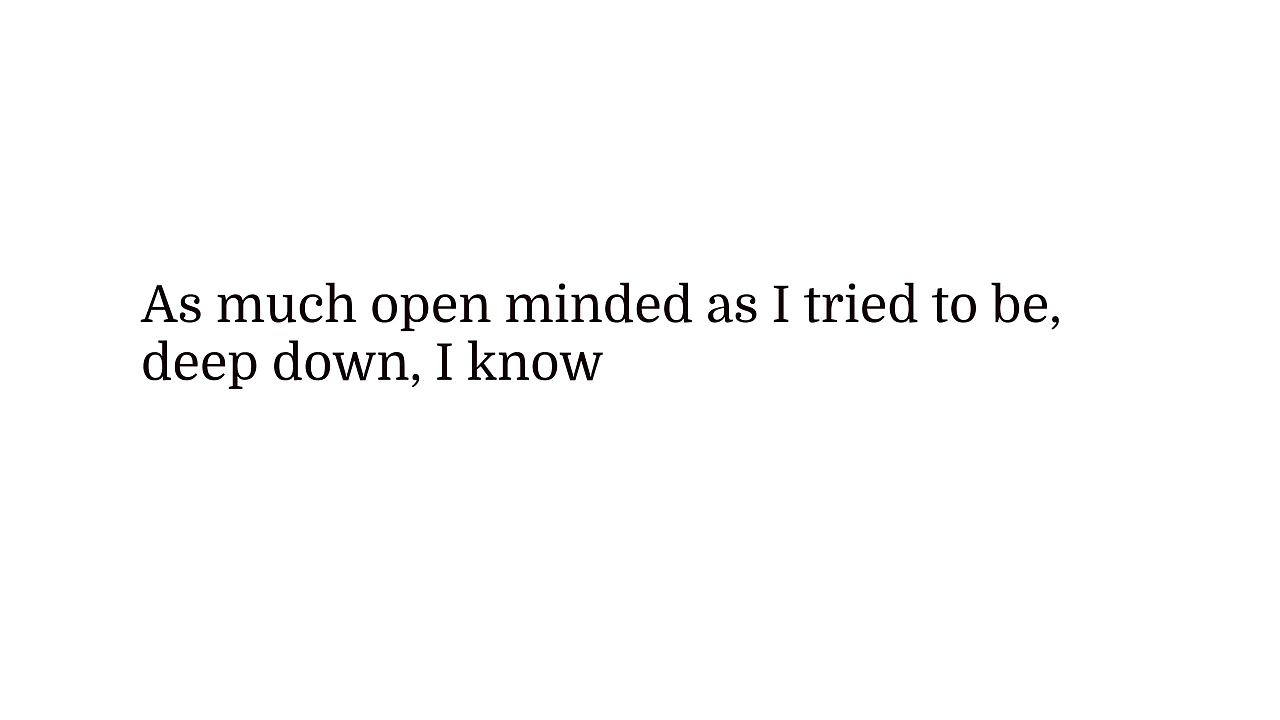 As much open minded as I tried to be,
deep down, I know